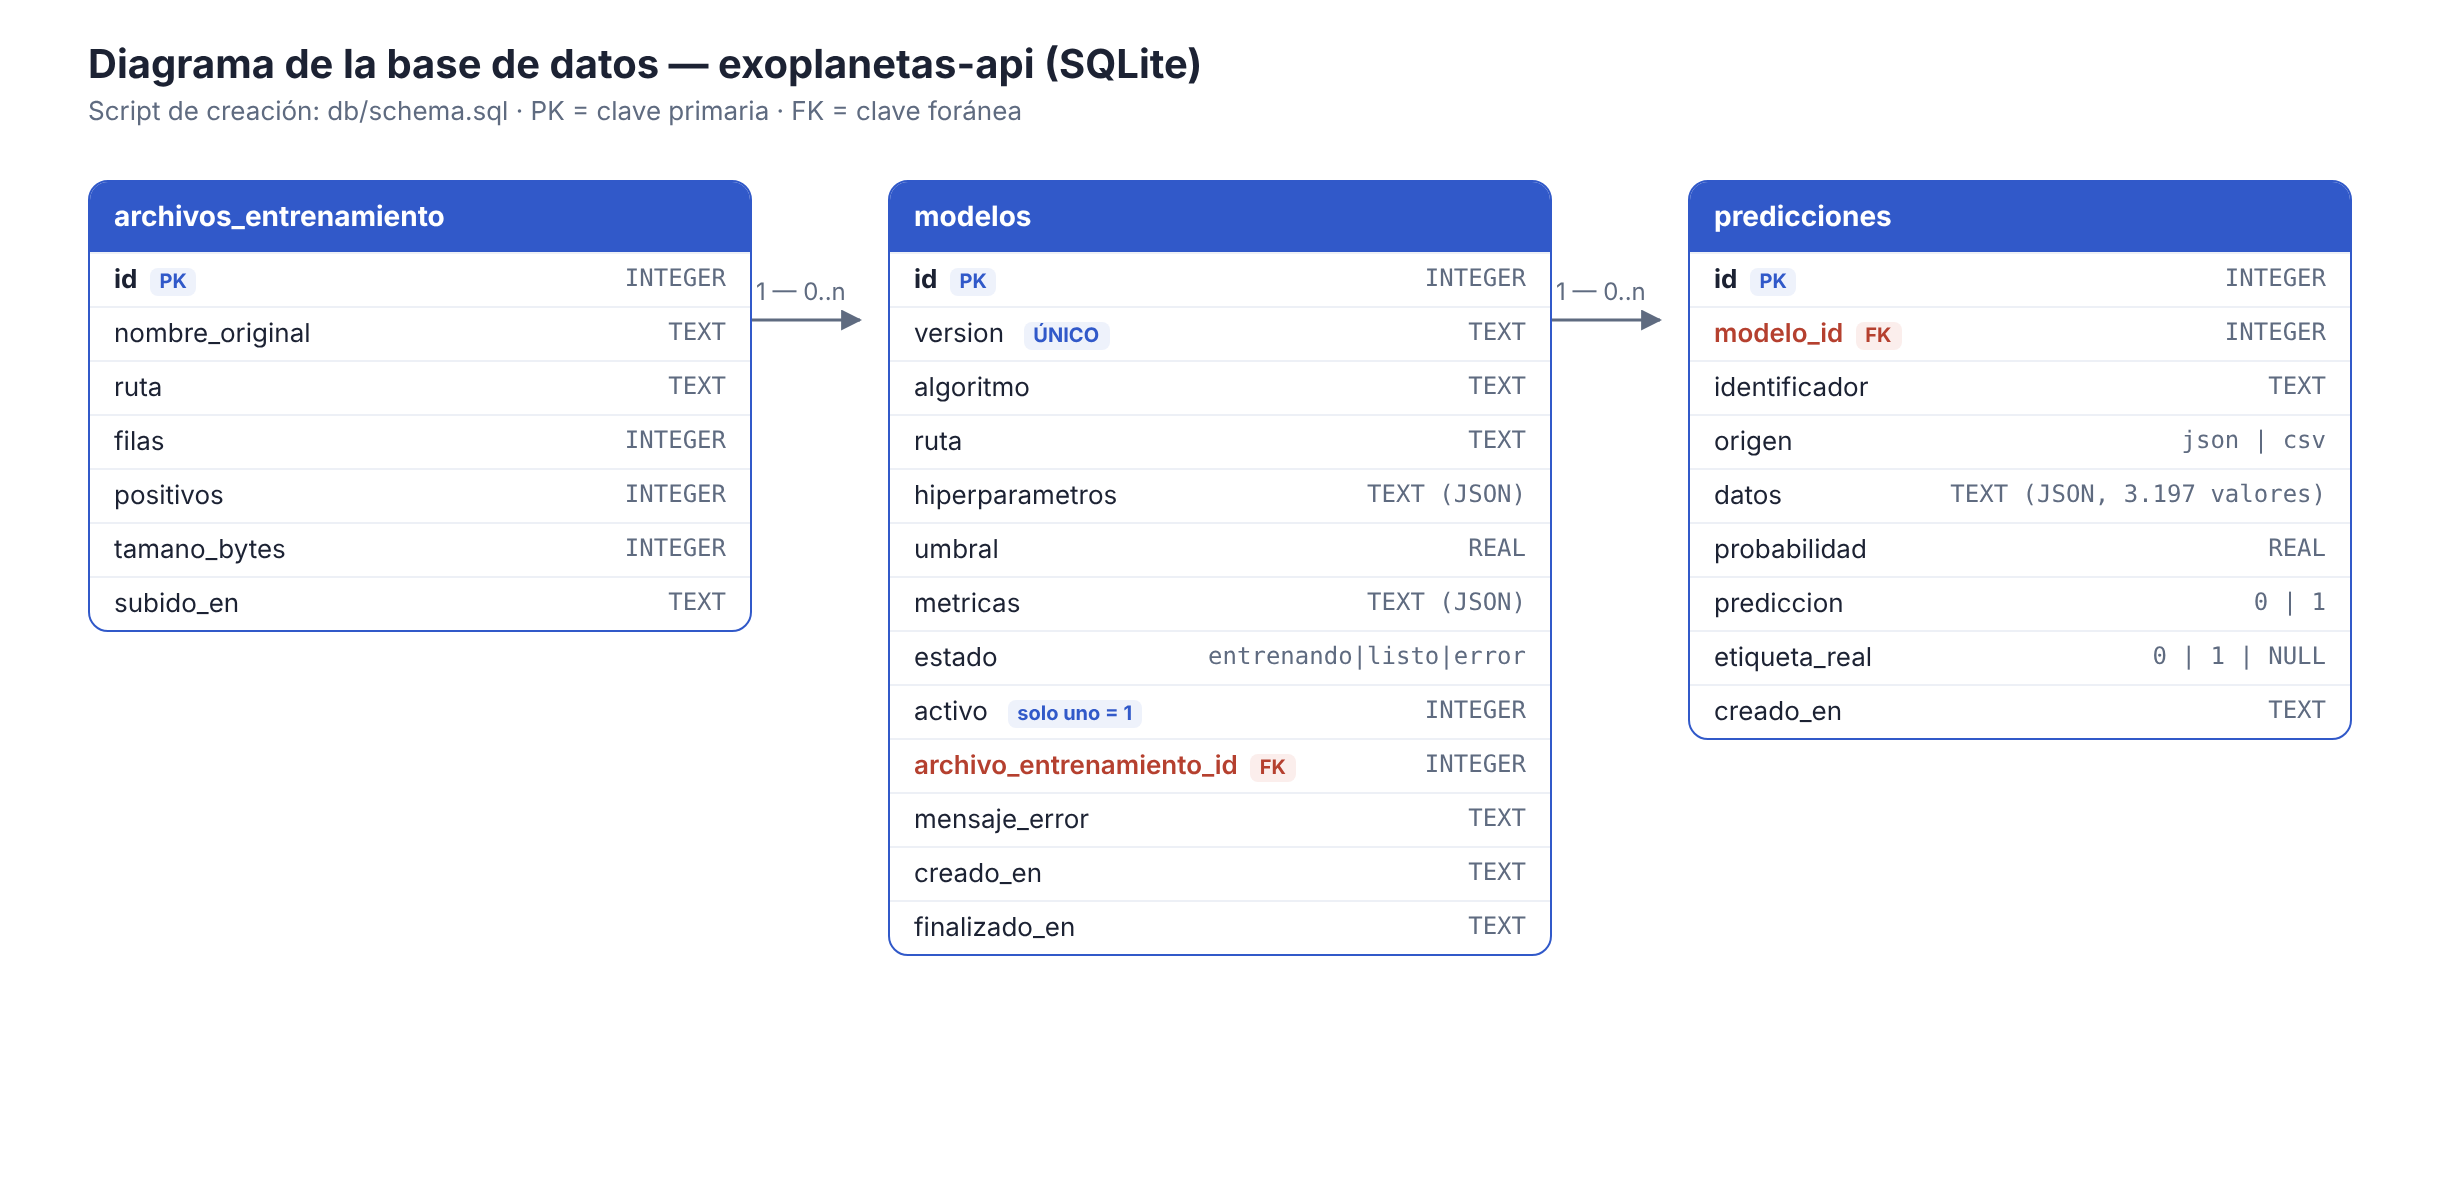 Diagrama de la base de datos — exoplanetas-api (SQLite)
Script de creación: db/schema.sql · PK = clave primaria · FK = clave foránea
archivos_entrenamiento
id PK INTEGER
nombre_original TEXT
ruta TEXT
filas INTEGER
positivos INTEGER
tamano_bytes INTEGER
subido_en TEXT
1 — 0..n
modelos
id PK INTEGER
version ÚNICO TEXT
algoritmo TEXT
ruta TEXT
hiperparametros TEXT (JSON)
umbral REAL
metricas TEXT (JSON)
estado entrenando|listo|error
activo solo uno = 1 INTEGER
archivo_entrenamiento_id FK INTEGER
mensaje_error TEXT
creado_en TEXT
finalizado_en TEXT
1 — 0..n
predicciones
id PK INTEGER
modelo_id FK INTEGER
identificador TEXT
origen json | csv
datos TEXT (JSON, 3.197 valores)
probabilidad REAL
prediccion 0 | 1
etiqueta_real 0 | 1 | NULL
creado_en TEXT